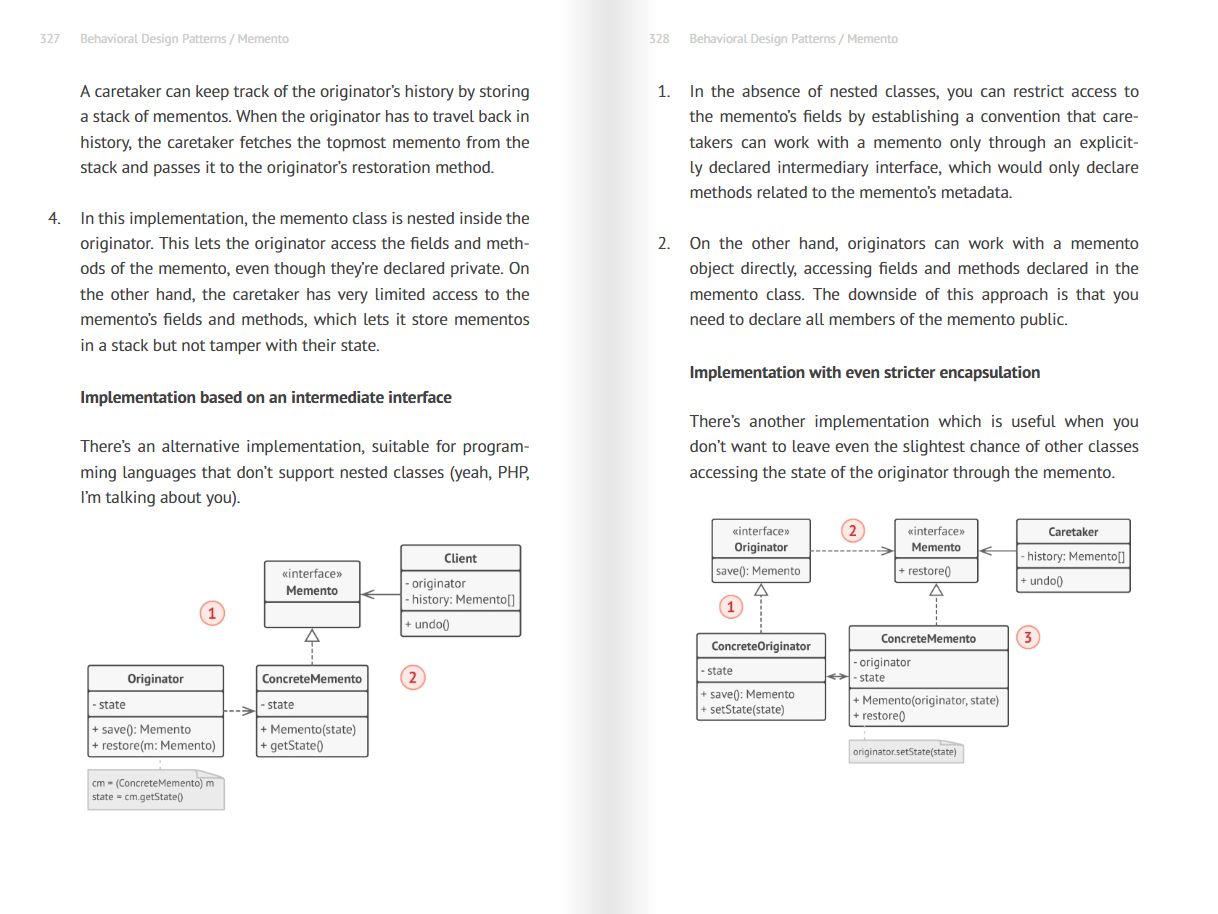 327 Behavioral Design Patterns / Memento
A caretaker can keep track of the originator’s history by storing
a stack of mementos. When the originator has to travel back in
history, the caretaker fetches the topmost memento from the
stack and passes it to the originator’s restoration method.
4. In this implementation, the memento class is nested inside the
originator. This lets the originator access the fields and meth-
ods of the memento, even though they’re declared private. On
the other hand, the caretaker has very limited access to the
memento’s fields and methods, which lets it store mementos
in a stack but not tamper with their state.
Implementation based on an intermediate interface
There’s an alternative implementation, suitable for program-
ming languages that don’t support nested classes (yeah, PHP,
I’m talking about you).
«interface»
Memento
Client
- originator
- history: Memento[]
+ undo()
1
Originator
- state
+ save(): Memento
+ restore(m: Memento)
ConcreteMemento
- state
+ Memento(state)
+ getState()
2
cm = (ConcreteMemento) m
state = cm.getState()
328 Behavioral Design Patterns / Memento
1. In the absence of nested classes, you can restrict access to
the memento’s fields by establishing a convention that care-
takers can work with a memento only through an explicit-
ly declared intermediary interface, which would only declare
methods related to the memento’s metadata.
2. On the other hand, originators can work with a memento
object directly, accessing fields and methods declared in the
memento class. The downside of this approach is that you
need to declare all members of the memento public.
Implementation with even stricter encapsulation
There’s another implementation which is useful when you
don’t want to leave even the slightest chance of other classes
accessing the state of the originator through the memento.
«interface»
Originator
save(): Memento
2
«interface»
Memento
+ restore()
Caretaker
- history: Memento[]
+ undo()
1
ConcreteOriginator
- state
+ save(): Memento
+ setState(state)
ConcreteMemento
- originator
- state
+ Memento(originator, state)
+ restore()
3
originator.setState(state)